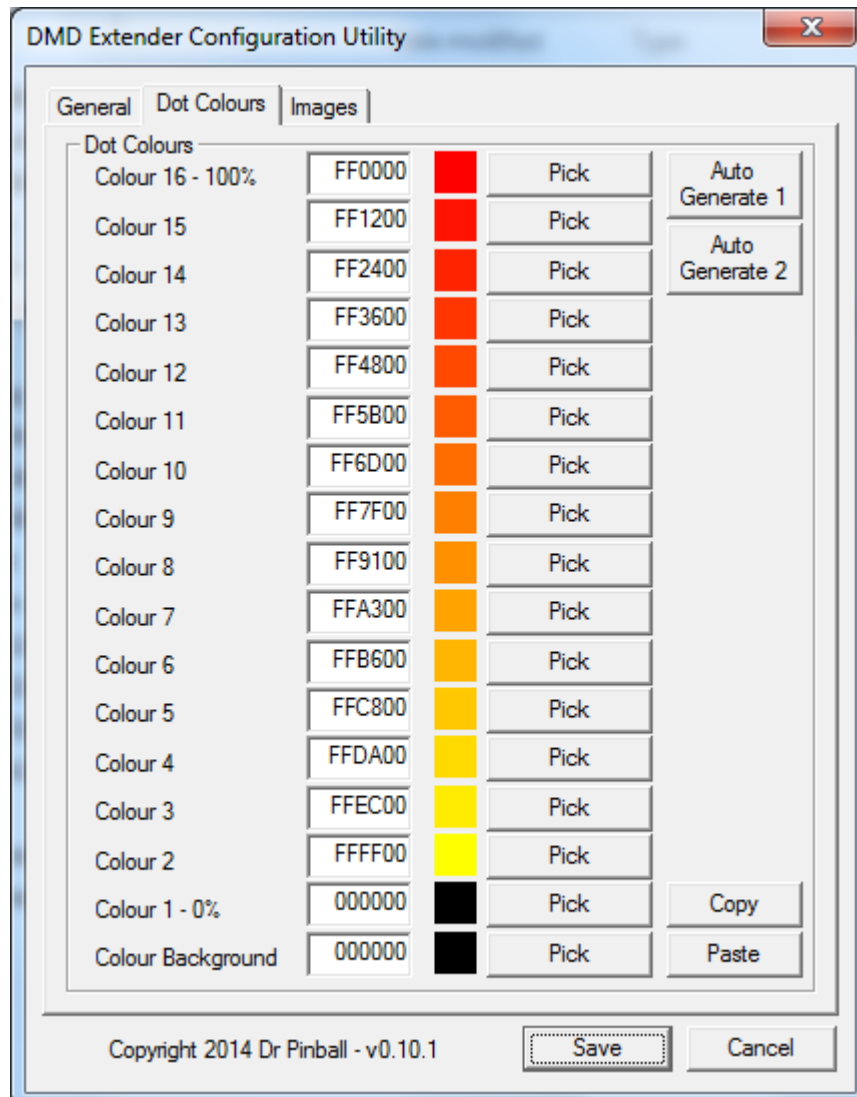 DMD Extender Configuration Utility
General Dot Colours Images
Dot Colours
Colour 16 - 100% FF0000 Pick Auto Generate 1
Colour 15 FF1200 Pick
Colour 14 FF2400 Pick Auto Generate 2
Colour 13 FF3600 Pick
Colour 12 FF4800 Pick
Colour 11 FF5B00 Pick
Colour 10 FF6D00 Pick
Colour 9 FF7F00 Pick
Colour 8 FF9100 Pick
Colour 7 FFA300 Pick
Colour 6 FFB600 Pick
Colour 5 FFC800 Pick
Colour 4 FFDA00 Pick
Colour 3 FFEC00 Pick
Colour 2 FFFF00 Pick
Colour 1 - 0% 000000 Pick Copy
Colour Background 000000 Pick Paste
Copyright 2014 Dr Pinball - v0.10.1 Save Cancel